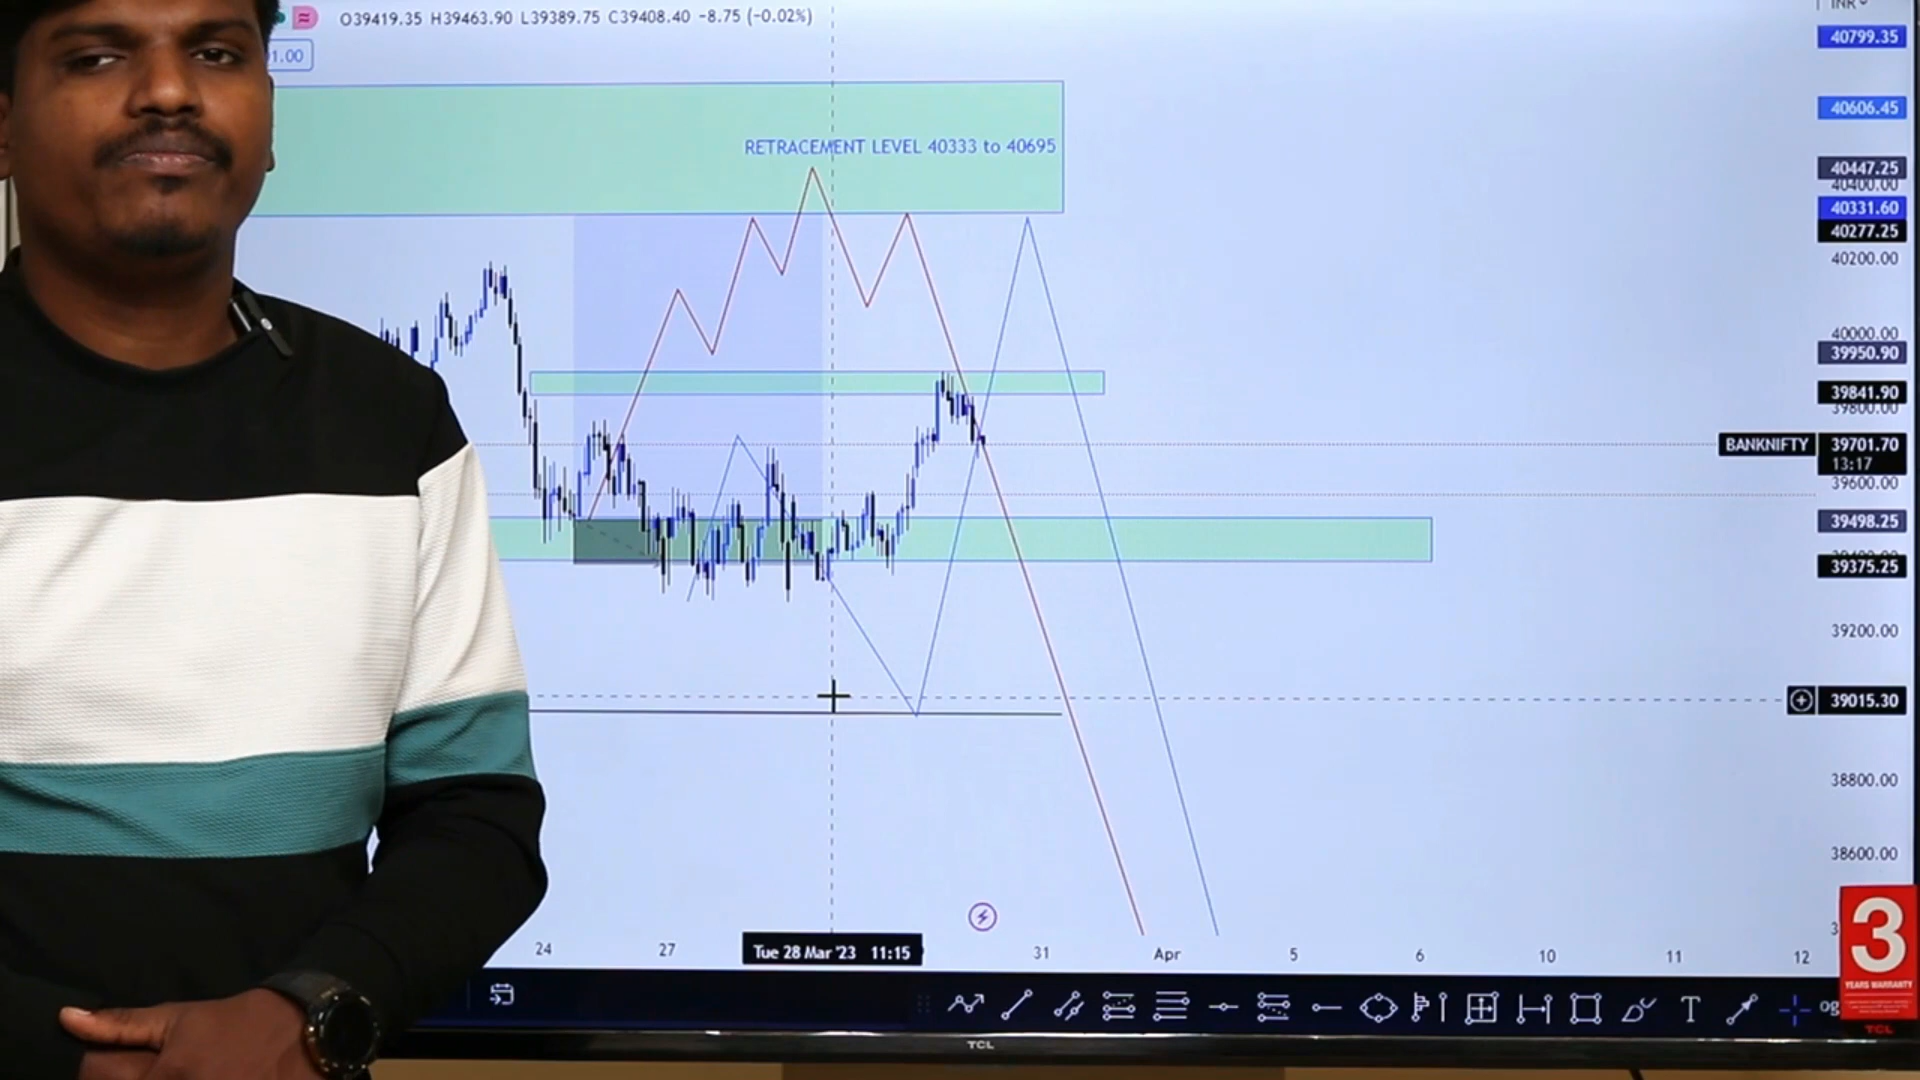 O39419.35 H39463.90 L39389.75 C39408.40 -8.75 (-0.02%)
INR
01.00
40799.35
40606.45
RETRACEMENT LEVEL 40333 to 40695
40447.25
40400.00
40331.60
40277.25
40200.00
40000.00
39950.90
39841.90
39800.00
BANKNIFTY 39701.70
13:17
39600.00
39498.25
39375.25
39200.00
39015.30
38800.00
38600.00
24 27 Tue 28 Mar '23 11:15 31 Apr 5 6 10 11 12
3
YEARS WARRANTY
TCL
TCL